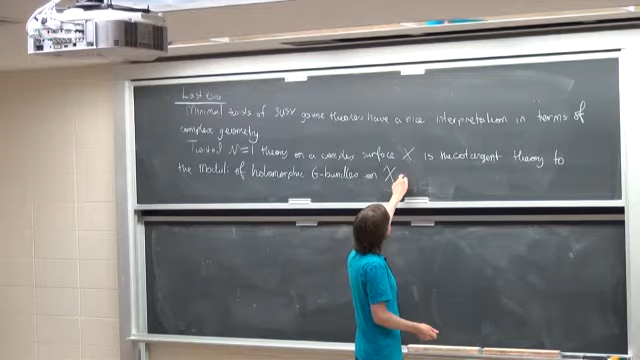 Last time
Minimal twists of SUSY gauge theories have a nice interpretation in terms of
complex geometry
Twisted N=1 theory on a complex surface X is the cotangent theory to
the moduli of holomorphic G-bundles on X